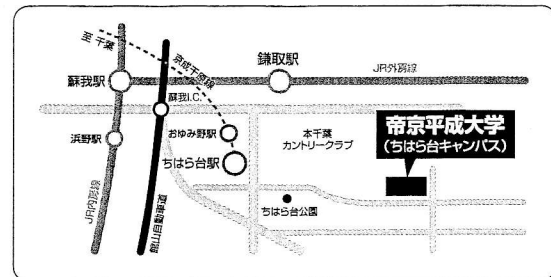 至 千葉
京成千原線
鎌取駅
JR外房線
蘇我駅
蘇我I.C.
浜野駅
おゆみ野駅
ちはら台駅
本千葉
カントリークラブ
帝京平成大学
(ちはら台キャンパス)
ちはら台公園
JR内房線
館山自動車道